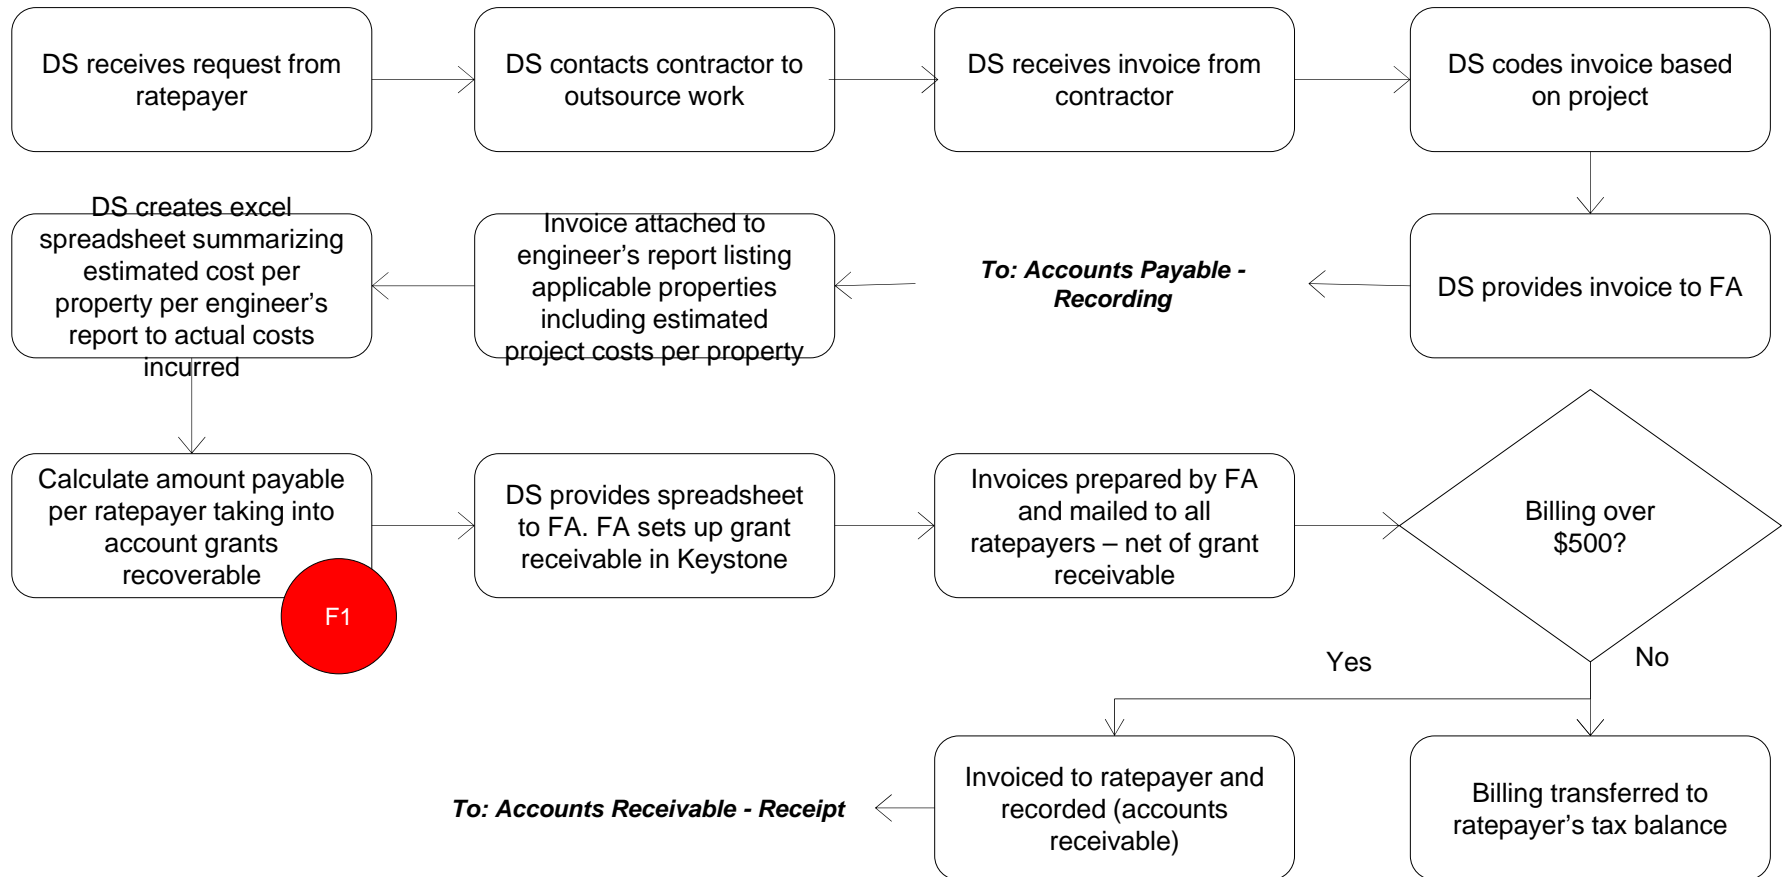 DS receives request from
ratepayer
DS contacts contractor to
outsource work
DS receives invoice from
contractor
DS codes invoice based
on project
DS provides invoice to FA
To: Accounts Payable -
Recording
Invoice attached to
engineer’s report listing
applicable properties
including estimated
project costs per property
DS creates excel
spreadsheet summarizing
estimated cost per
property per engineer’s
report to actual costs
incurred
Calculate amount payable
per ratepayer taking into
account grants
recoverable
F1
DS provides spreadsheet
to FA. FA sets up grant
receivable in Keystone
Invoices prepared by FA
and mailed to all
ratepayers – net of grant
receivable
Billing over
$500?
Yes
No
Invoiced to ratepayer and
recorded (accounts
receivable)
To: Accounts Receivable - Receipt
Billing transferred to
ratepayer’s tax balance